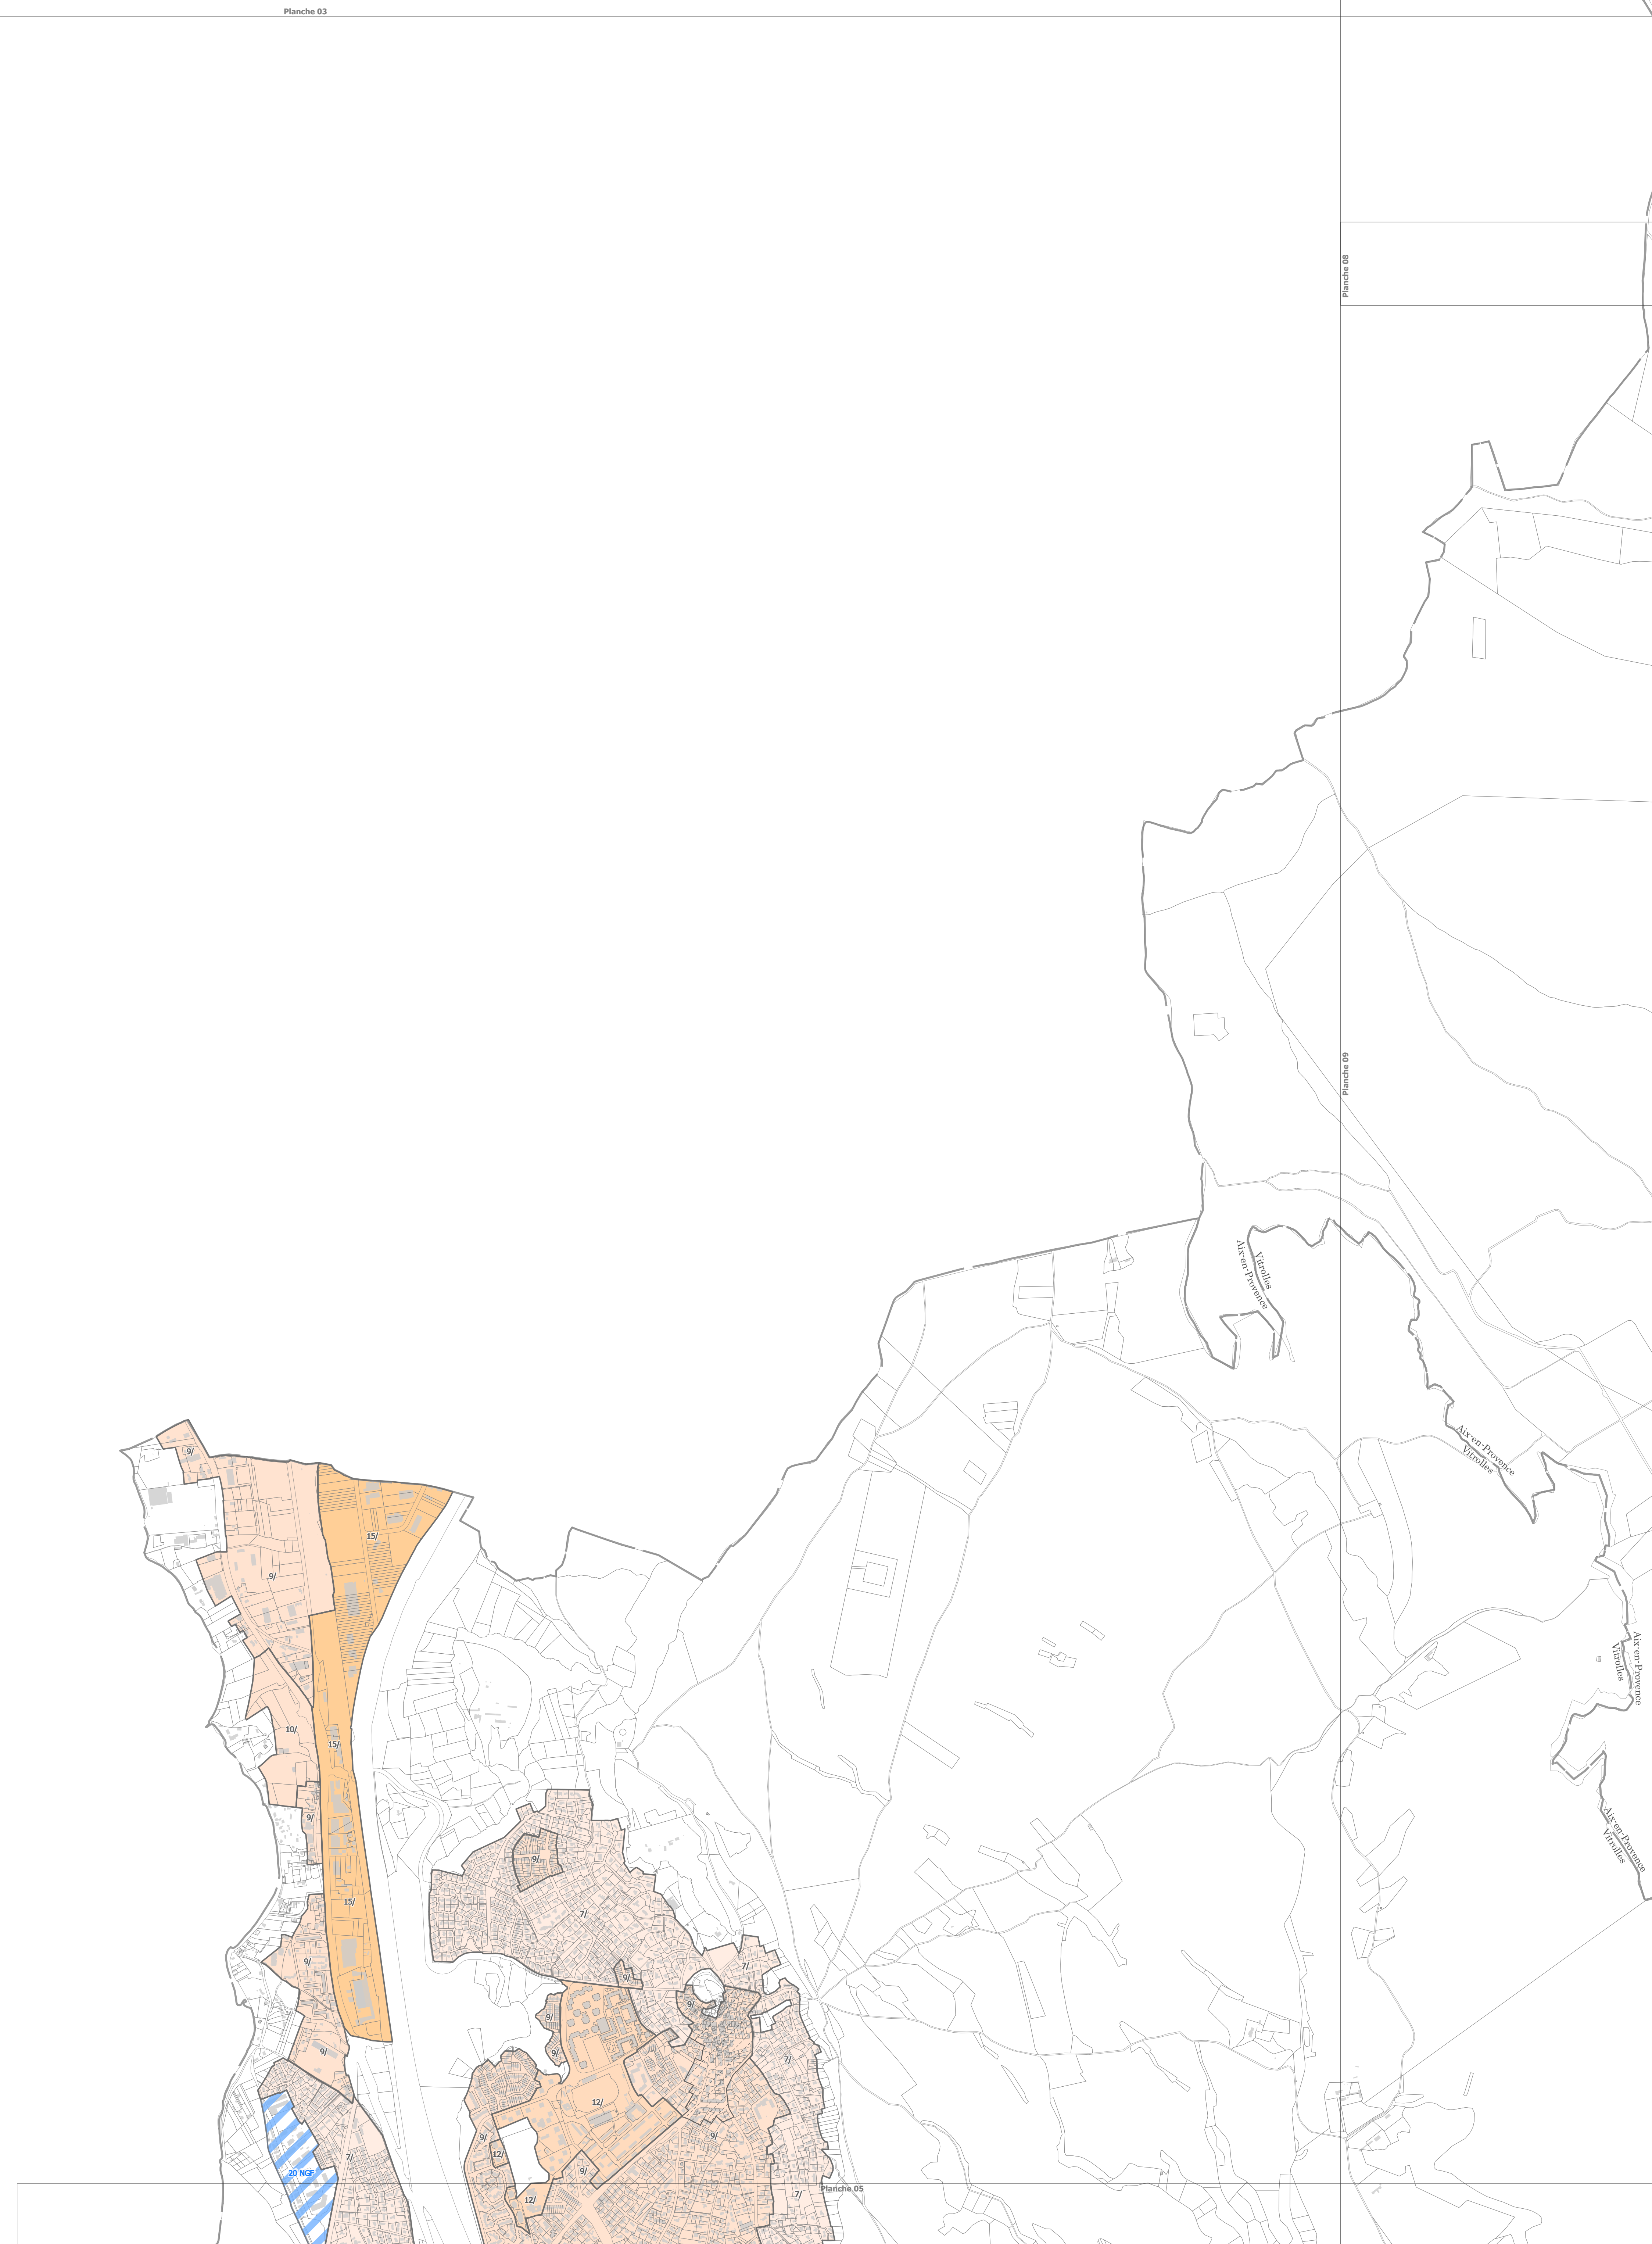 Planche 03
Planche 08
Planche 09
Vitrolles
Aix-en-Provence
Aix-en-Provence
Vitrolles
9/
15/
9/
Aix-en-Provence
Vitrolles
10/
15/
9/
Aix-en-Provence
Vitrolles
9/
15/
7/
9/
7/
9/
9/
9/
9/
9/
7/
12/
9/
9/
12/
7/
9/
20 NGF
Planche 05
7/
12/